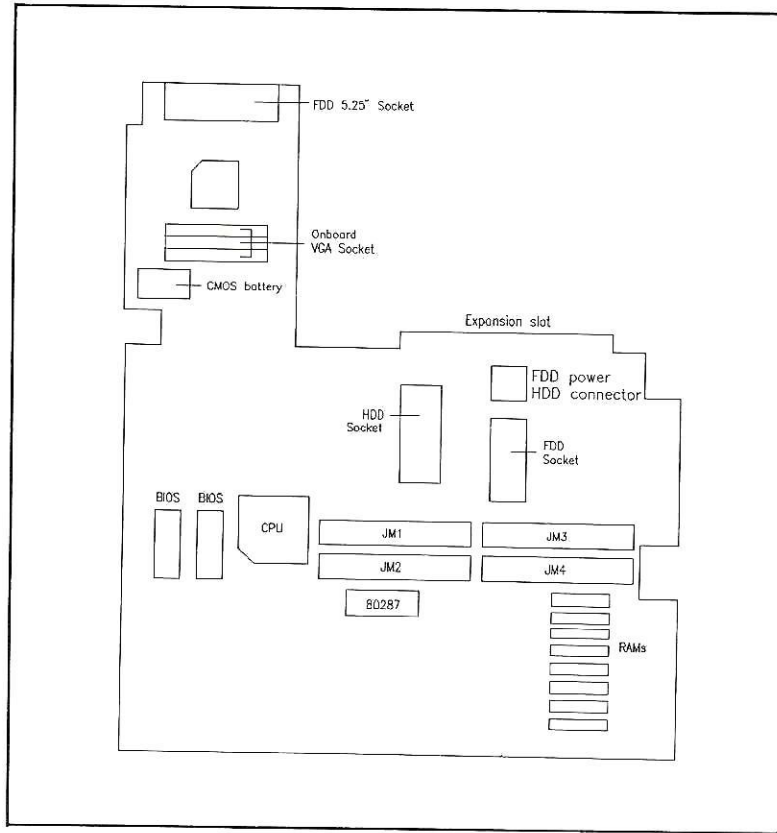 FDD 5.25" Socket
Onboard
VGA Socket
CMOS battery
Expansion slot
FDD power
HDD connector
HDD
Socket
FDD
Socket
BIOS
BIOS
CPU
JM1
JM3
JM2
JM4
80287
RAMs